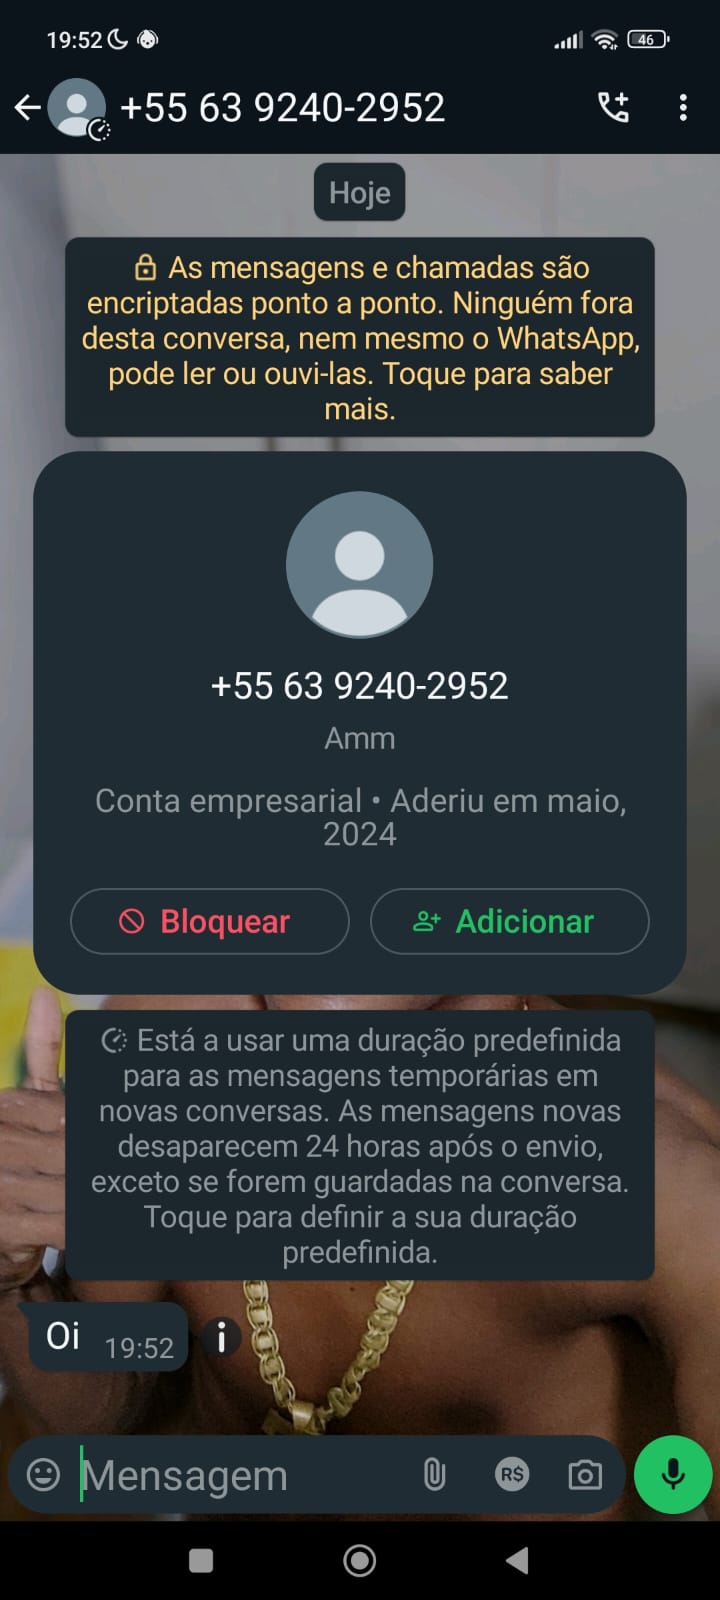 19:52
46
+55 63 9240-2952
Hoje
As mensagens e chamadas são
encriptadas ponto a ponto. Ninguém fora
desta conversa, nem mesmo o WhatsApp,
pode ler ou ouvi-las. Toque para saber
mais.
+55 63 9240-2952
Amm
Conta empresarial • Aderiu em maio,
2024
Bloquear
Adicionar
Está a usar uma duração predefinida
para as mensagens temporárias em
novas conversas. As mensagens novas
desaparecem 24 horas após o envio,
exceto se forem guardadas na conversa.
Toque para definir a sua duração
predefinida.
Oi 19:52
Mensagem
R$